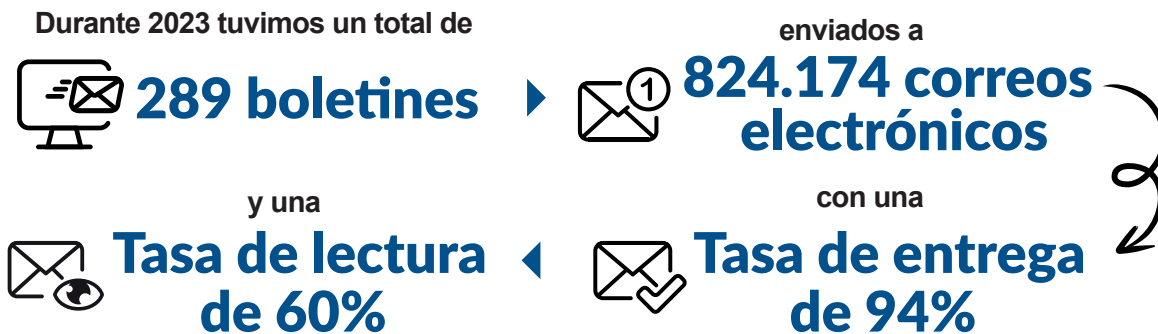 Durante 2023 tuvimos un total de
289 boletines
enviados a
1
824.174 correos
electrónicos
con una
Tasa de entrega
de 94%
y una
Tasa de lectura
de 60%